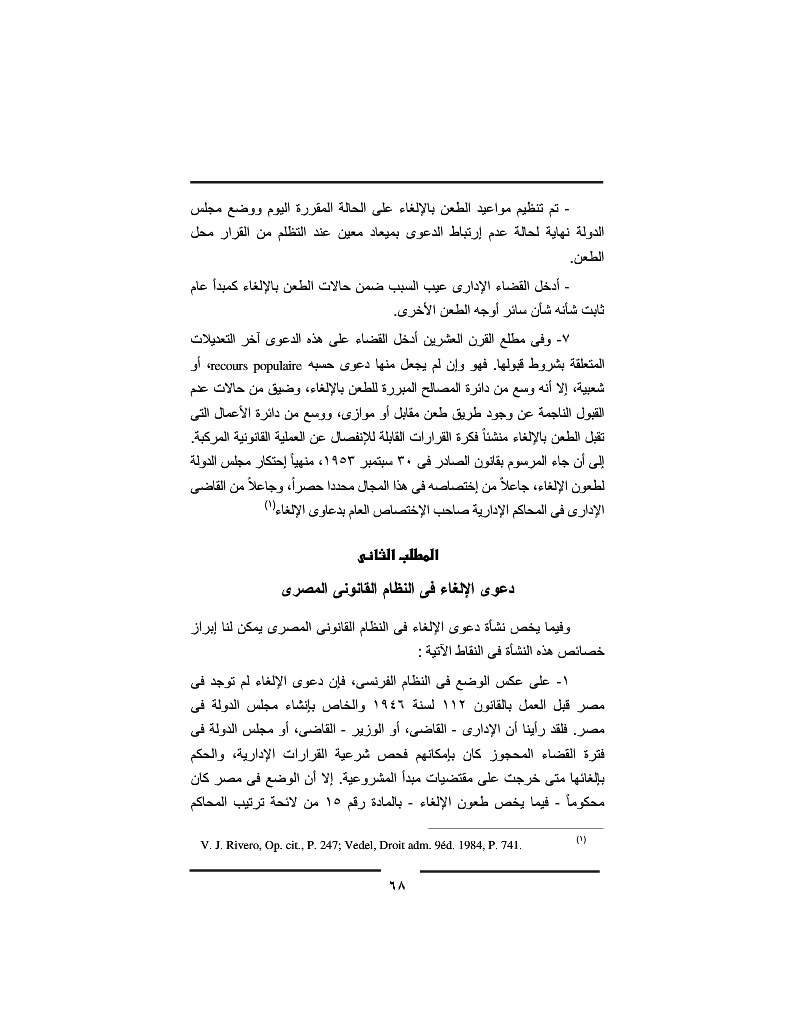 - تم تنظيم مواعيد الطعن بالإلغاء على الحالة المقررة اليوم ووضع مجلس
الدولة نهاية لحالة عدم إرتباط الدعوى بميعاد معين عند التظلم من القرار محل
الطعن.
- أدخل القضاء الإدارى عيب السبب ضمن حالات الطعن بالإلغاء كمبدأ عام
ثابت شأنه شأن سائر أوجه الطعن الأخرى.
٧- وفى مطلع القرن العشرين أدخل القضاء على هذه الدعوى آخر التعديلات
المتعلقة بشروط قبولها. فهو وإن لم يجعل منها دعوى حسبه recours populaire، أو
شعبية، إلا أنه وسع من دائرة المصالح المبررة للطعن بالإلغاء، وضيق من حالات عدم
القبول الناجمة عن وجود طريق طعن مقابل أو موازى، ووسع من دائرة الأعمال التى
تقبل الطعن بالإلغاء منشئاً فكرة القرارات القابلة للإنفصال عن العملية القانونية المركبة.
إلى أن جاء المرسوم بقانون الصادر فى ٣٠ سبتمبر ١٩٥٣، منهياً إحتكار مجلس الدولة
لطعون الإلغاء، جاعلاً من إختصاصه فى هذا المجال محددا حصراً، وجاعلاً من القاضى
الإدارى فى المحاكم الإدارية صاحب الإختصاص العام بدعاوى الإلغاء(١)
المطلب الثانى
دعوى الإلغاء فى النظام القانونى المصرى
وفيما يخص نشأة دعوى الإلغاء فى النظام القانونى المصرى يمكن لنا إبراز
خصائص هذه النشأة فى النقاط الآتية :
١- على عكس الوضع فى النظام الفرنسى، فإن دعوى الإلغاء لم توجد فى
مصر قبل العمل بالقانون ١١٢ لسنة ١٩٤٦ والخاص بإنشاء مجلس الدولة فى
مصر. فلقد رأينا أن الإدارى - القاضى، أو الوزير - القاضى، أو مجلس الدولة فى
فترة القضاء المحجوز كان بإمكانهم فحص شرعية القرارات الإدارية، والحكم
بإلغائها متى خرجت على مقتضيات مبدأ المشروعية. إلا أن الوضع فى مصر كان
محكوماً - فيما يخص طعون الإلغاء - بالمادة رقم ١٥ من لائحة ترتيب المحاكم
(١) V. J. Rivero, Op. cit., P. 247; Vedel, Droit adm. 9éd. 1984, P. 741.
٦٨